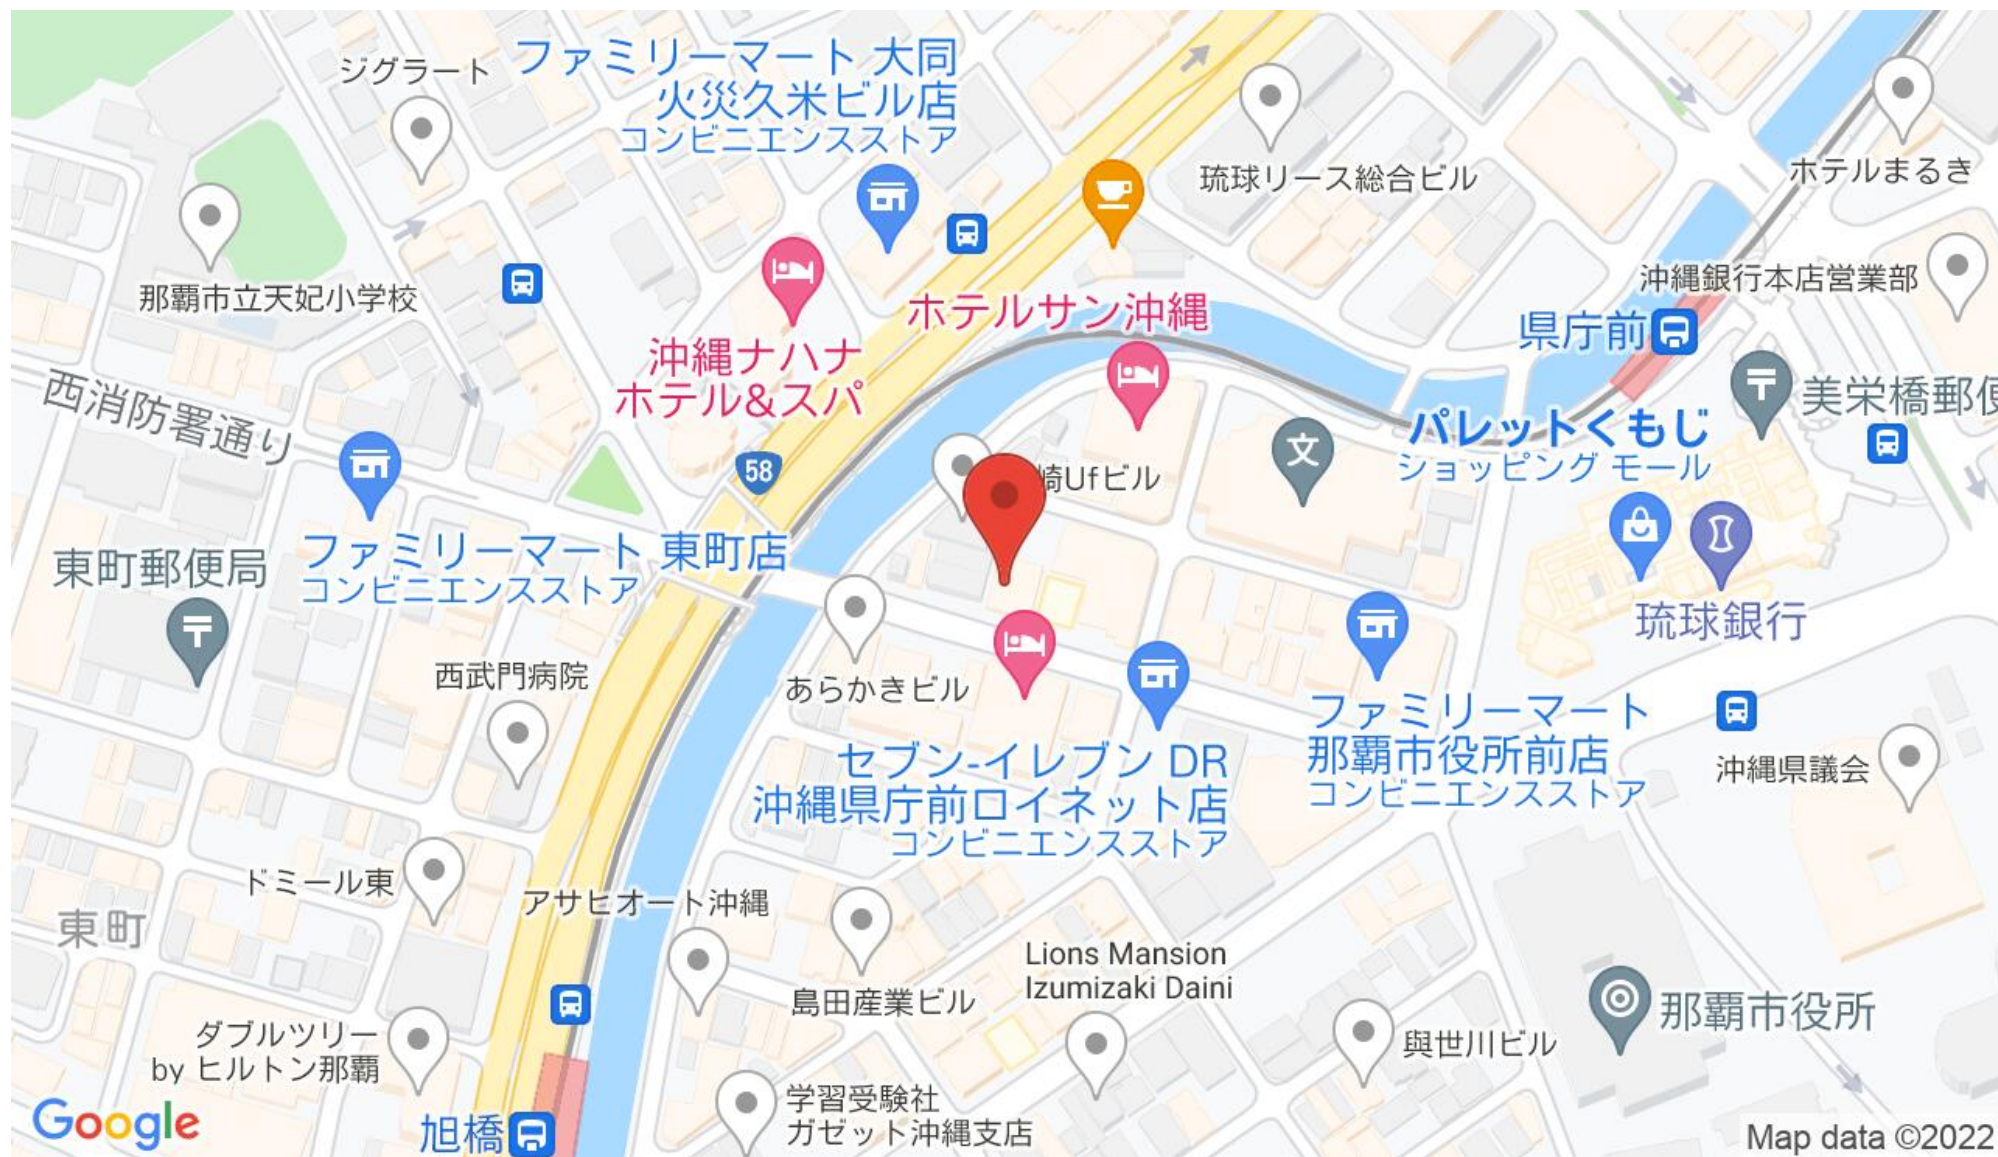 ジグラート
ファミリーマート 大同
火災久米ビル店
コンビニエンスストア
琉球リース総合ビル
ホテルまるき
那覇市立天妃小学校
沖縄銀行本店営業部
ホテルサン沖縄
県庁前
沖縄ナハナ
ホテル&スパ
西消防署通り
美栄橋郵便
パレットくもじ
ショッピング モール
58
崎Ufビル
文
東町郵便局
ファミリーマート 東町店
コンビニエンスストア
琉球銀行
西武門病院
あらかきビル
ファミリーマート
那覇市役所前店
コンビニエンスストア
セブン-イレブン DR
沖縄県庁前ロイネット店
コンビニエンスストア
沖縄県議会
ドミール東
アサヒオート沖縄
東町
Lions Mansion
Izumizaki Daini
島田産業ビル
那覇市役所
ダブルツリー
by ヒルトン那覇
與世川ビル
学習受験社
ガゼット沖縄支店
旭橋
Google
Map data ©2022